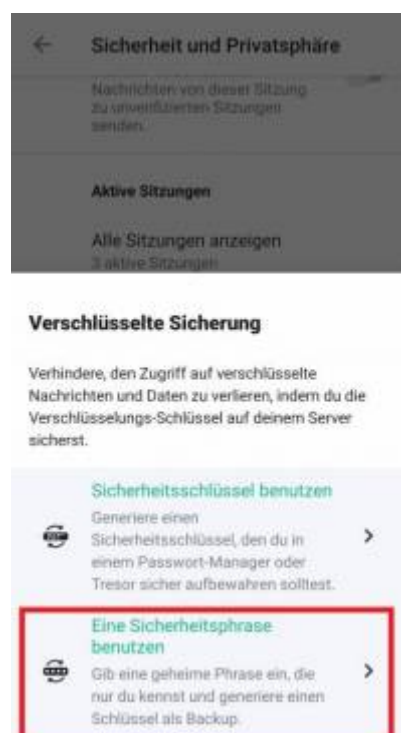 Sicherheit und Privatsphäre
Nachrichten von dieser Sitzung
zu unverifizierten Sitzungen
senden.
Aktive Sitzungen
Alle Sitzungen anzeigen
3 aktive Sitzungen
Verschlüsselte Sicherung
Verhindere, den Zugriff auf verschlüsselte
Nachrichten und Daten zu verlieren, indem du die
Verschlüsselungs-Schlüssel auf deinem Server
sicherst.
Sicherheitsschlüssel benutzen
Generiere einen
Sicherheitsschlüssel, den du in
einem Passwort-Manager oder
Tresor sicher aufbewahren solltest.
Eine Sicherheitsphrase
benutzen
Gib eine geheime Phrase ein, die
nur du kennst und generiere einen
Schlüssel als Backup.